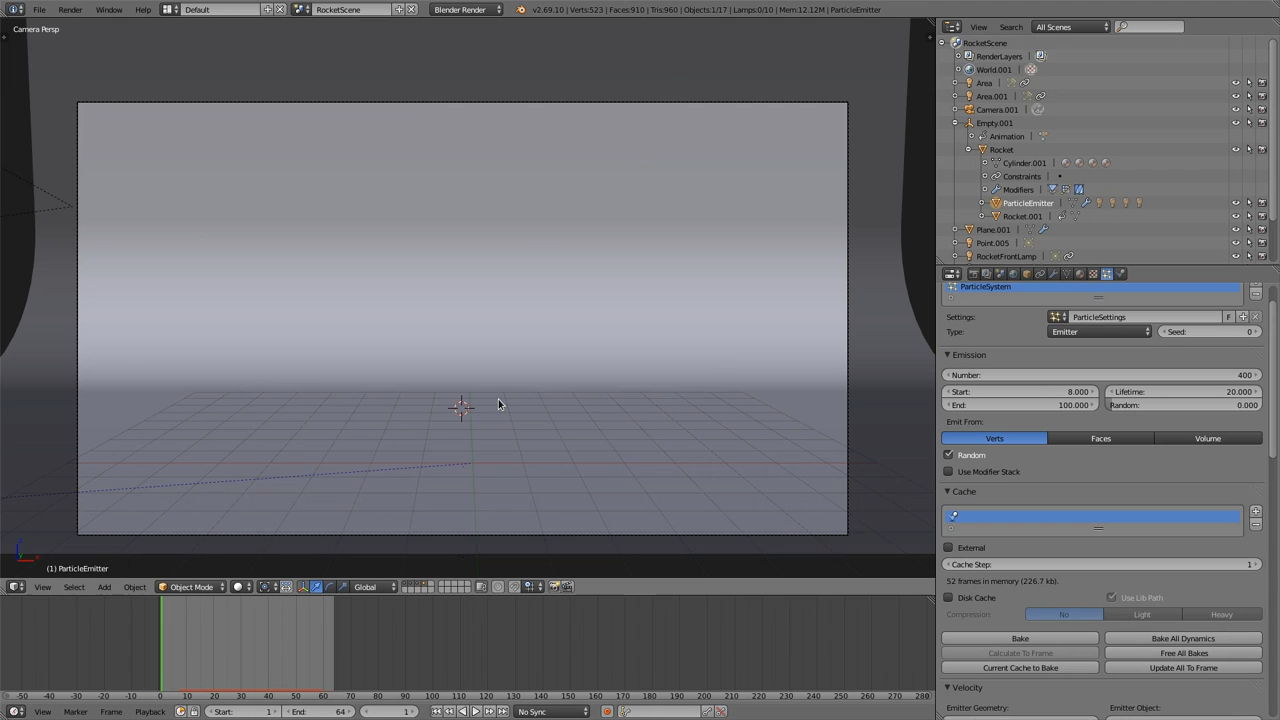 File Render Window Help Default RocketScene Blender Render v2.69.10 | Verts:523 | Faces:910 | Tris:960 | Objects:1/17 | Lamps:0/10 | Mem:12.12M | ParticleEmitter
Camera Persp
View Search All Scenes
RocketScene
RenderLayers
World.001
Area
Area.001
Camera.001
Empty.001
Animation
Rocket
Cylinder.001
Constraints
Modifiers
ParticleEmitter
Rocket.001
Plane.001
Point.005
RocketFrontLamp
ParticleSystem
Settings: ParticleSettings F
Type: Emitter Seed: 0
Emission
Number: 400
Start: 8.000 Lifetime: 20.000
End: 100.000 Random: 0.000
Emit From:
Verts Faces Volume
Random
Use Modifier Stack
Cache
External
Cache Step: 1
52 frames in memory (226.7 kb).
Disk Cache Use Lib Path
Compression: No Light Heavy
Bake Bake All Dynamics
Calculate To Frame Free All Bakes
Current Cache to Bake Update All To Frame
Velocity
Emitter Geometry: Emitter Object:
(1) ParticleEmitter
View Select Add Object Object Mode Global
-50 -40 -30 -20 -10 0 10 20 30 40 50 60 70 80 90 100 110 120 130 140 150 160 170 180 190 200 210 220 230 240 250 260 270 280
View Marker Frame Playback Start: 1 End: 64 1 No Sync